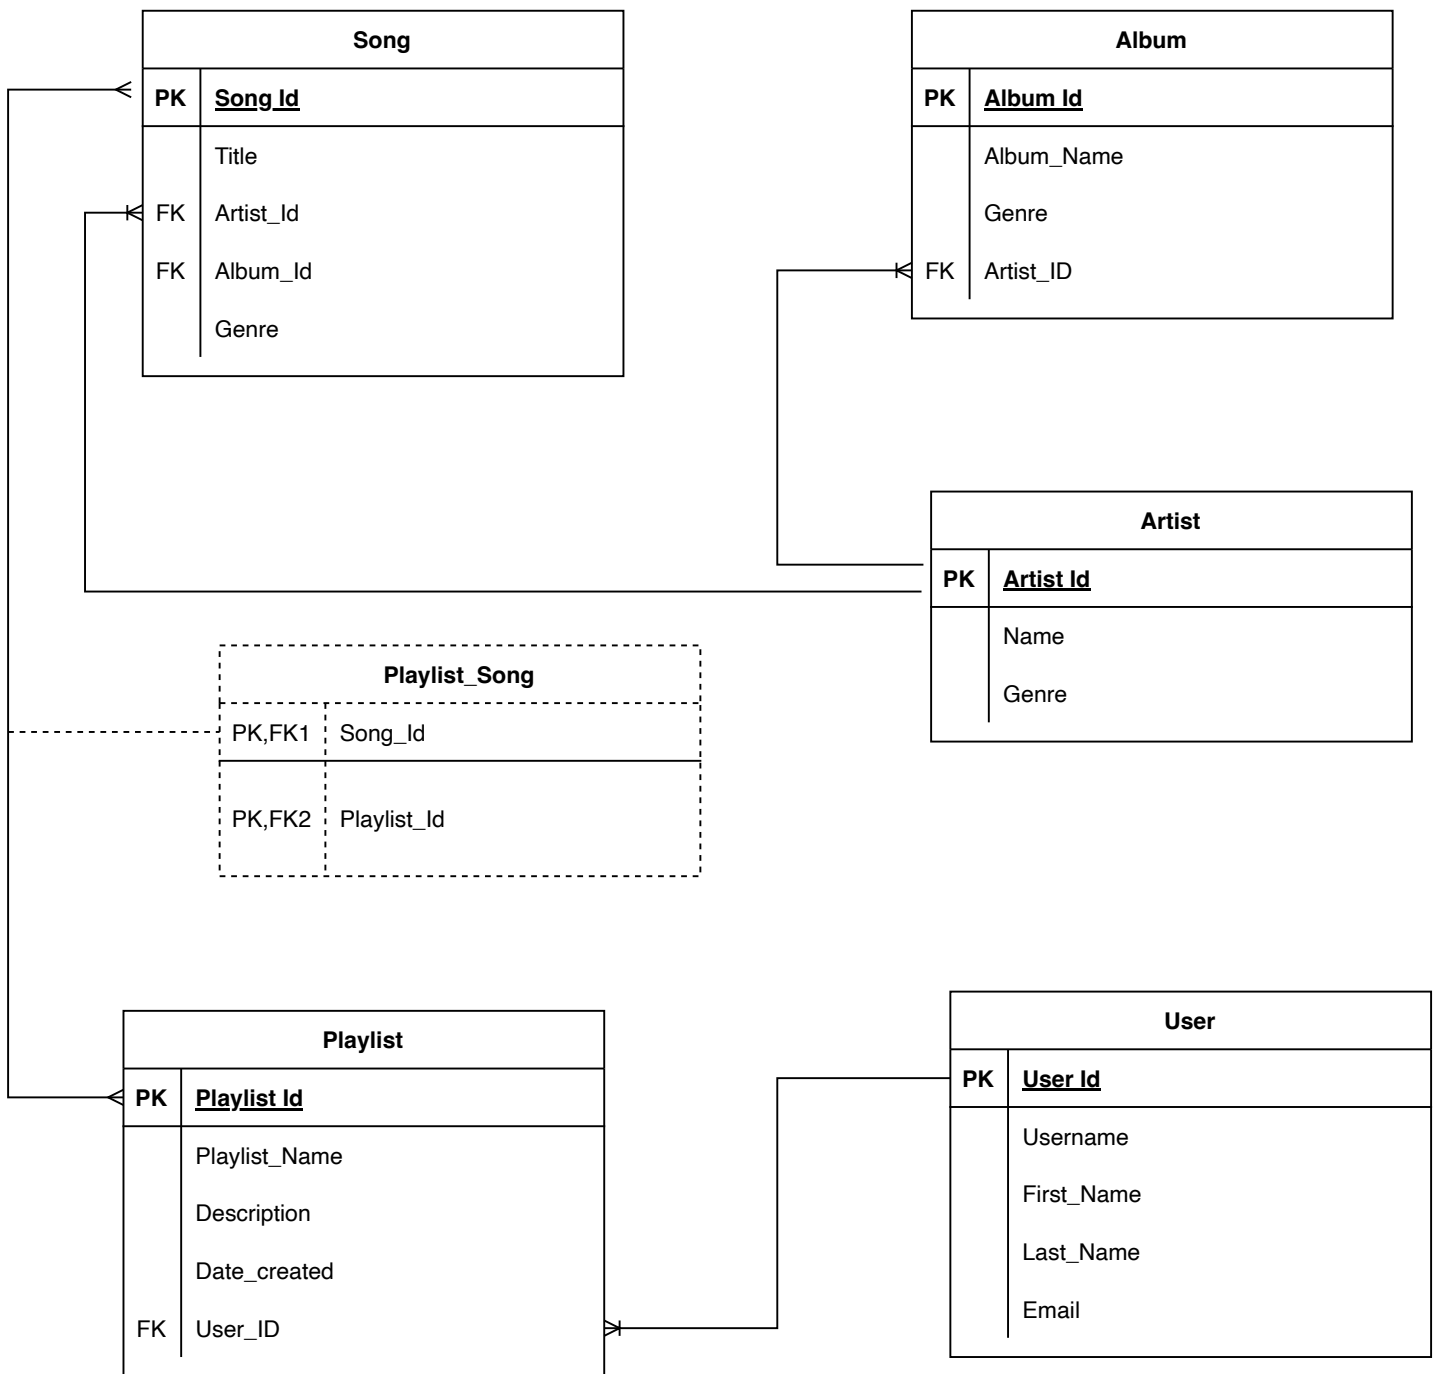 Song
PK Song Id
Title
FK Artist_Id
FK Album_Id
Genre
Album
PK Album Id
Album_Name
Genre
FK Artist_ID
Artist
PK Artist Id
Name
Genre
Playlist_Song
PK,FK1 Song_Id
PK,FK2 Playlist_Id
Playlist
PK Playlist Id
Playlist_Name
Description
Date_created
FK User_ID
User
PK User Id
Username
First_Name
Last_Name
Email